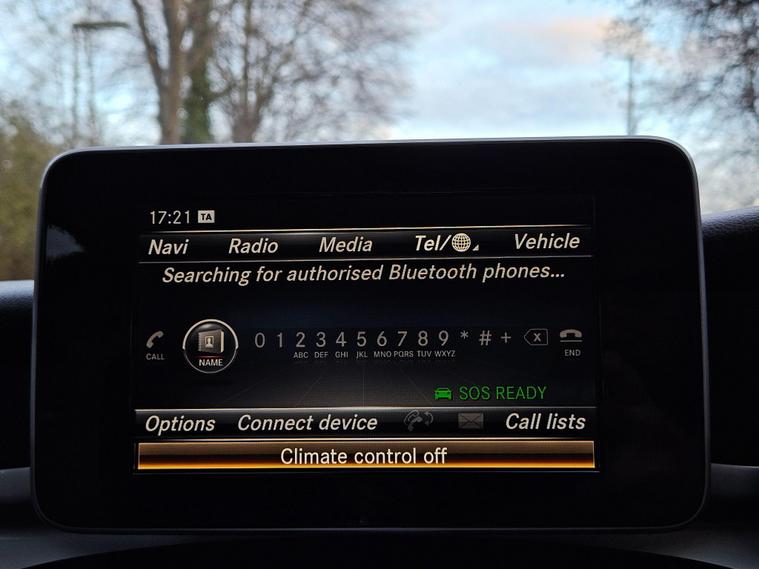 17:21 TA
Navi Radio Media Tel/ Vehicle
Searching for authorised Bluetooth phones...
CALL NAME 0 1 2 3 4 5 6 7 8 9 * # + END
ABC DEF GHI JKL MNO PQRS TUV WXYZ
SOS READY
Options Connect device Call lists
Climate control off